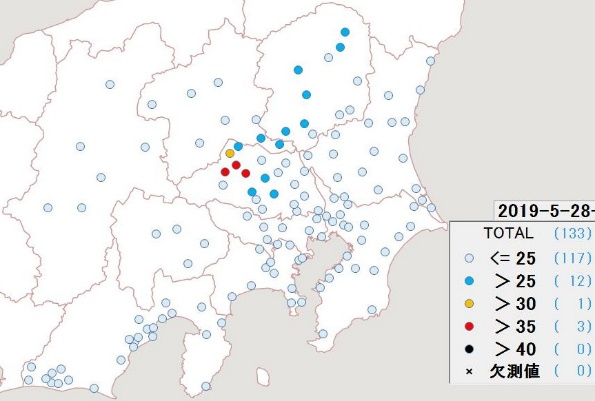 2019-5-28-
TOTAL (133)
<= 25 (117)
＞25 ( 12)
＞30 ( 1)
＞35 ( 3)
＞40 ( 0)
× 欠測値 ( 0)